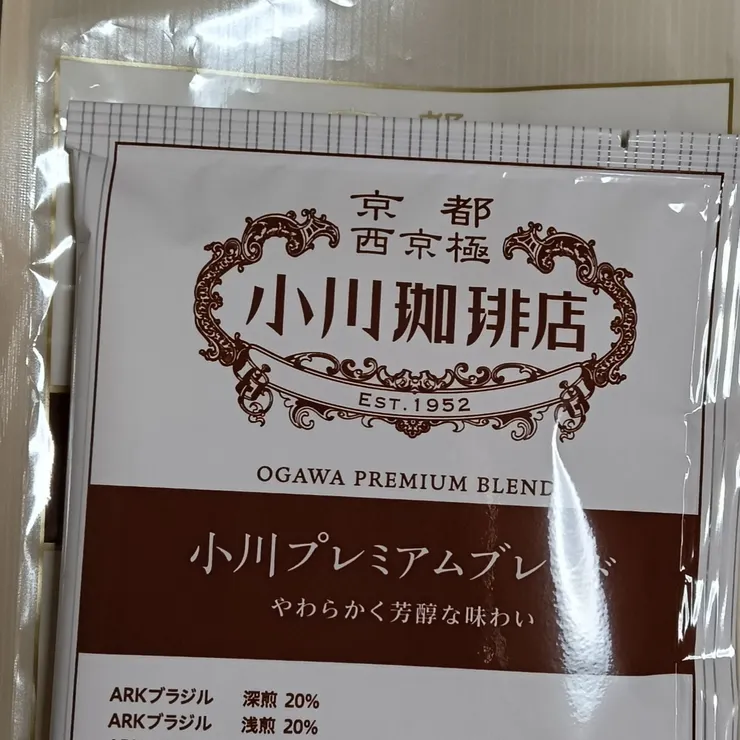 京都
西京極
小川珈琲店
EST.1952
OGAWA PREMIUM BLEND
小川プレミアムブレンド
やわらかく芳醇な味わい
ARKブラジル 深煎 20%
ARKブラジル 浅煎 20%